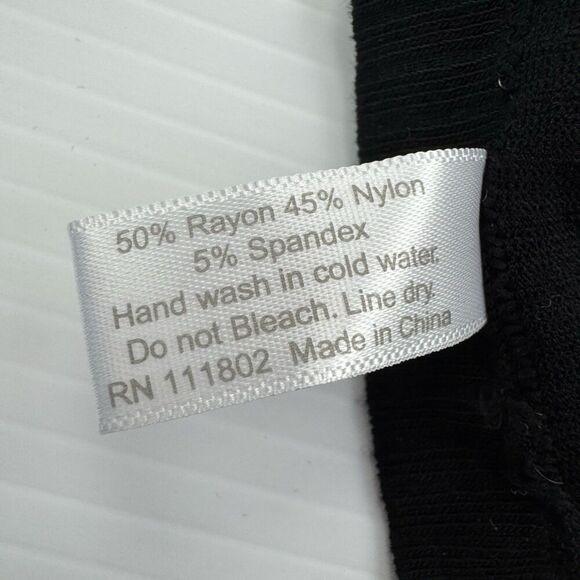 50% Rayon 45% Nylon
5% Spandex
Hand wash in cold water.
Do not Bleach. Line dry
RN 111802 Made in China